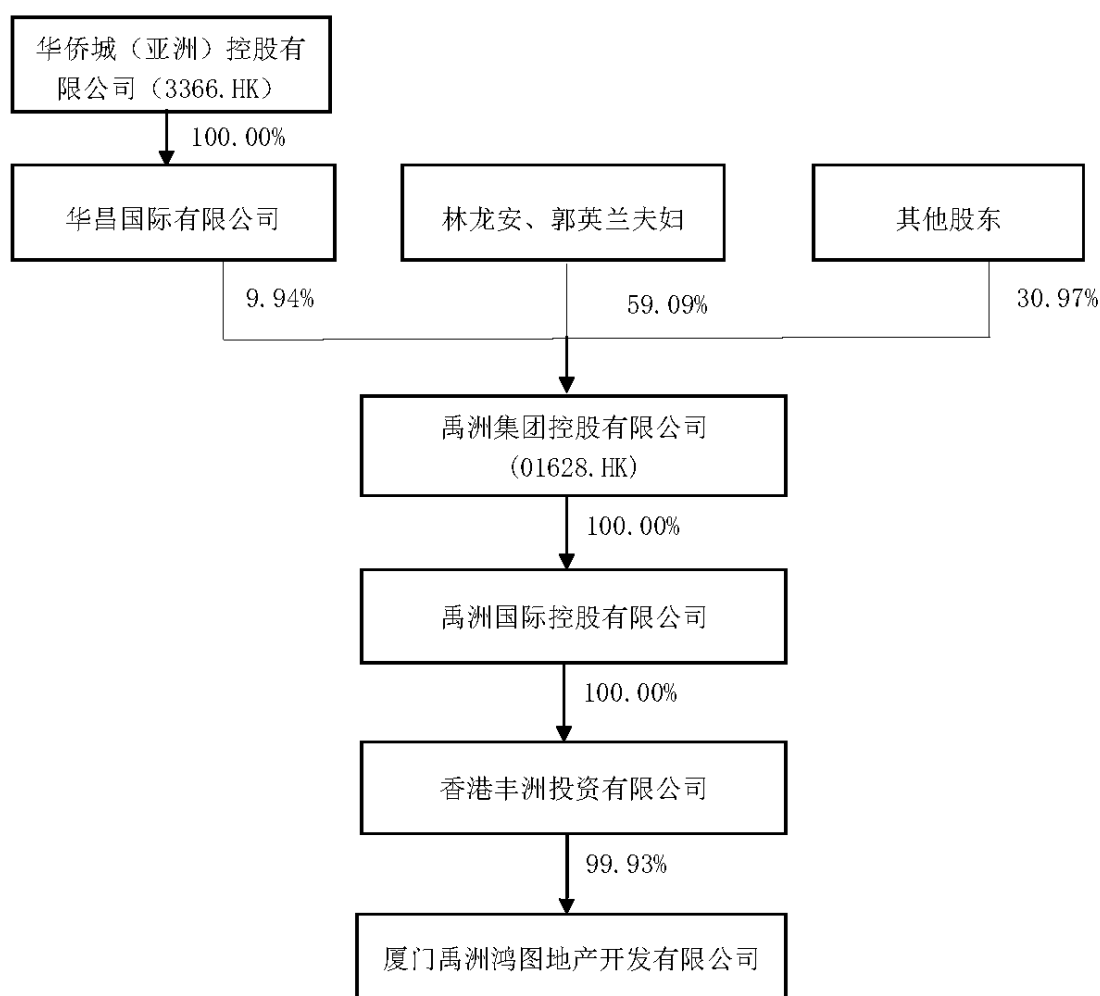 华侨城（亚洲）控股有
限公司（3366.HK）
100.00%
华昌国际有限公司
林龙安、郭英兰夫妇
其他股东
9.94%
59.09%
30.97%
禹洲集团控股有限公司
(01628.HK)
100.00%
禹洲国际控股有限公司
100.00%
香港丰洲投资有限公司
99.93%
厦门禹洲鸿图地产开发有限公司